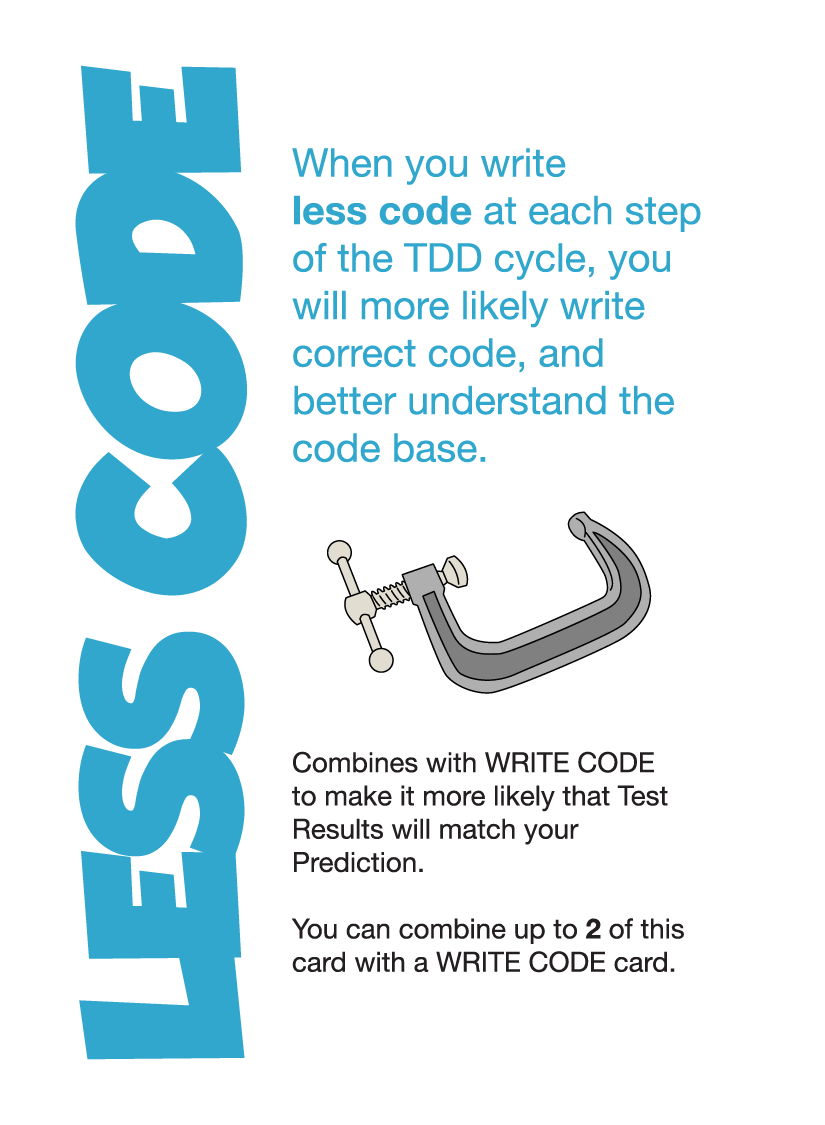 LESS CODE
When you write
less code at each step
of the TDD cycle, you
will more likely write
correct code, and
better understand the
code base.
Combines with WRITE CODE
to make it more likely that Test
Results will match your
Prediction.
You can combine up to 2 of this
card with a WRITE CODE card.